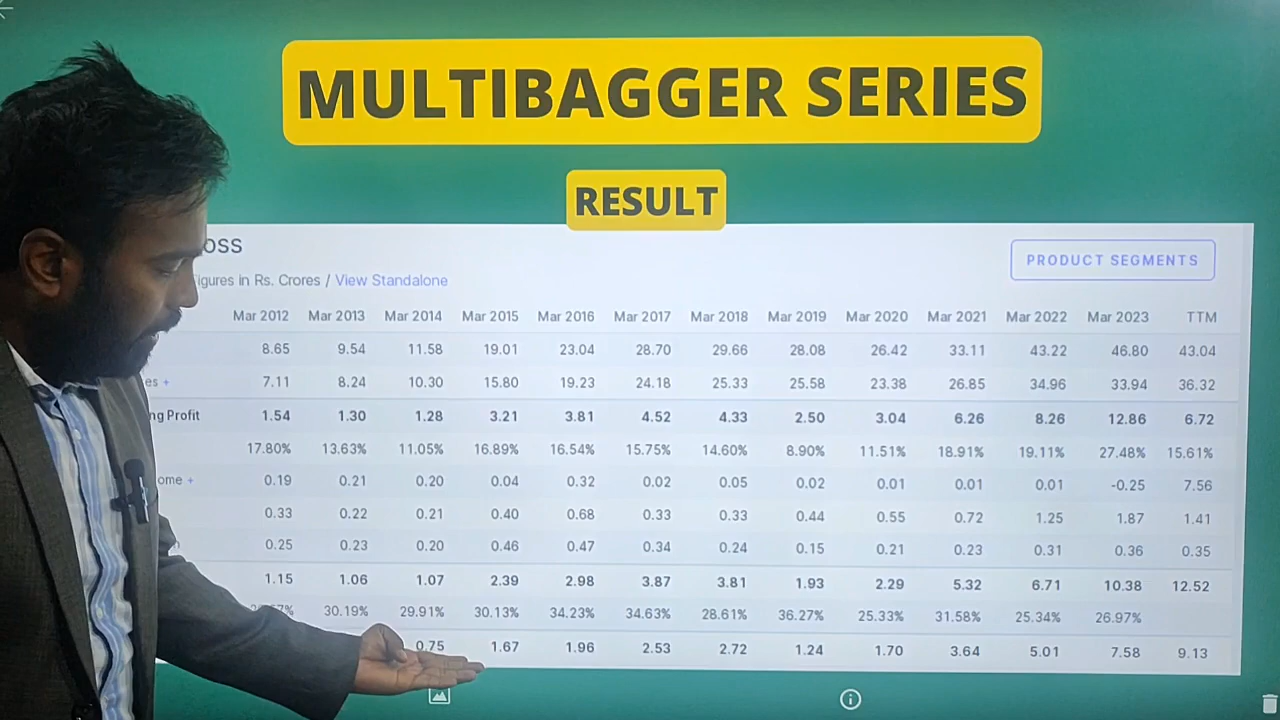 MULTIBAGGER SERIES
RESULT
oss
PRODUCT SEGMENTS
igures in Rs. Crores / View Standalone
Mar 2012 Mar 2013 Mar 2014 Mar 2015 Mar 2016 Mar 2017 Mar 2018 Mar 2019 Mar 2020 Mar 2021 Mar 2022 Mar 2023 TTM
8.65 9.54 11.58 19.01 23.04 28.70 29.66 28.08 26.42 33.11 43.22 46.80 43.04
es + 7.11 8.24 10.30 15.80 19.23 24.18 25.33 25.58 23.38 26.85 34.96 33.94 36.32
ng Profit 1.54 1.30 1.28 3.21 3.81 4.52 4.33 2.50 3.04 6.26 8.26 12.86 6.72
17.80% 13.63% 11.05% 16.89% 16.54% 15.75% 14.60% 8.90% 11.51% 18.91% 19.11% 27.48% 15.61%
ome + 0.19 0.21 0.20 0.04 0.32 0.02 0.05 0.02 0.01 0.01 0.01 -0.25 7.56
0.33 0.22 0.21 0.40 0.68 0.33 0.33 0.44 0.55 0.72 1.25 1.87 1.41
0.25 0.23 0.20 0.46 0.47 0.34 0.24 0.15 0.21 0.23 0.31 0.36 0.35
1.15 1.06 1.07 2.39 2.98 3.87 3.81 1.93 2.29 5.32 6.71 10.38 12.52
30.19% 29.91% 30.13% 34.23% 34.63% 28.61% 36.27% 25.33% 31.58% 25.34% 26.97%
0.75 1.67 1.96 2.53 2.72 1.24 1.70 3.64 5.01 7.58 9.13